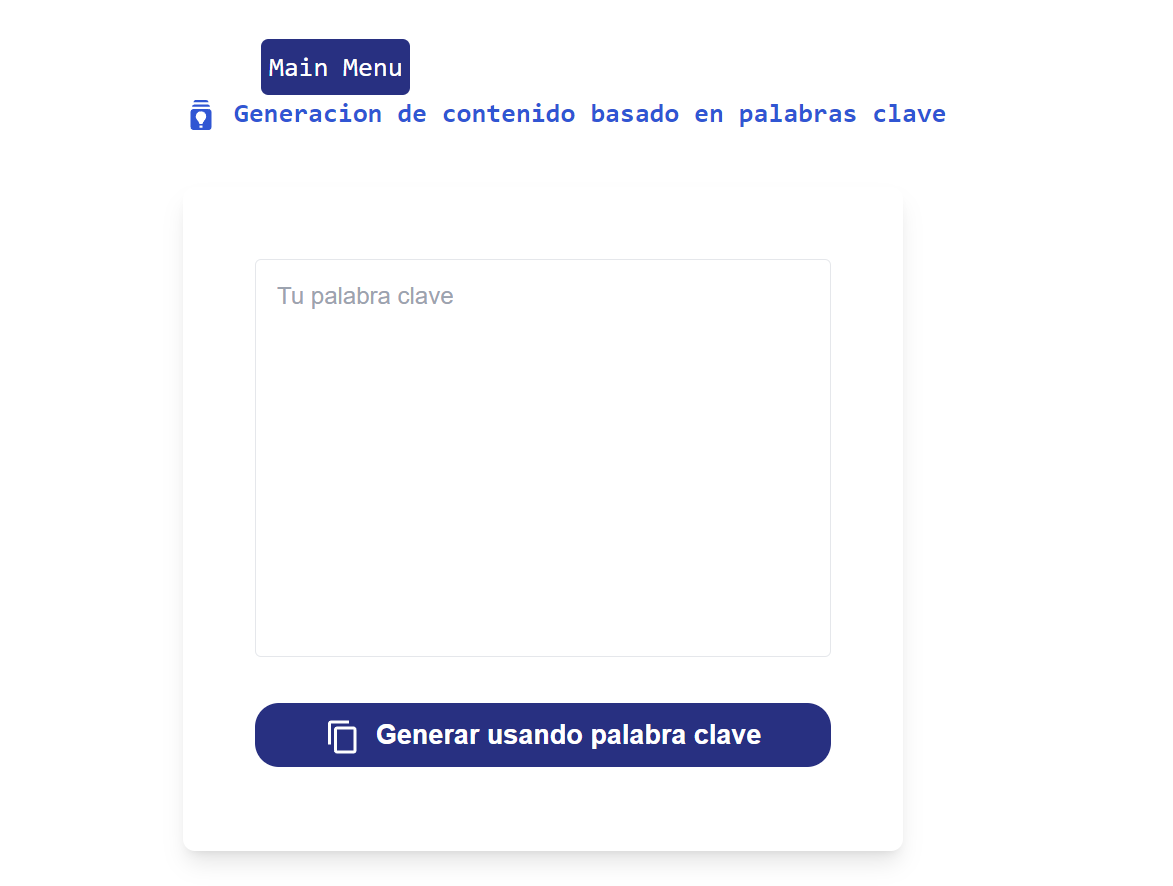 Main Menu
Generacion de contenido basado en palabras clave
Tu palabra clave
Generar usando palabra clave